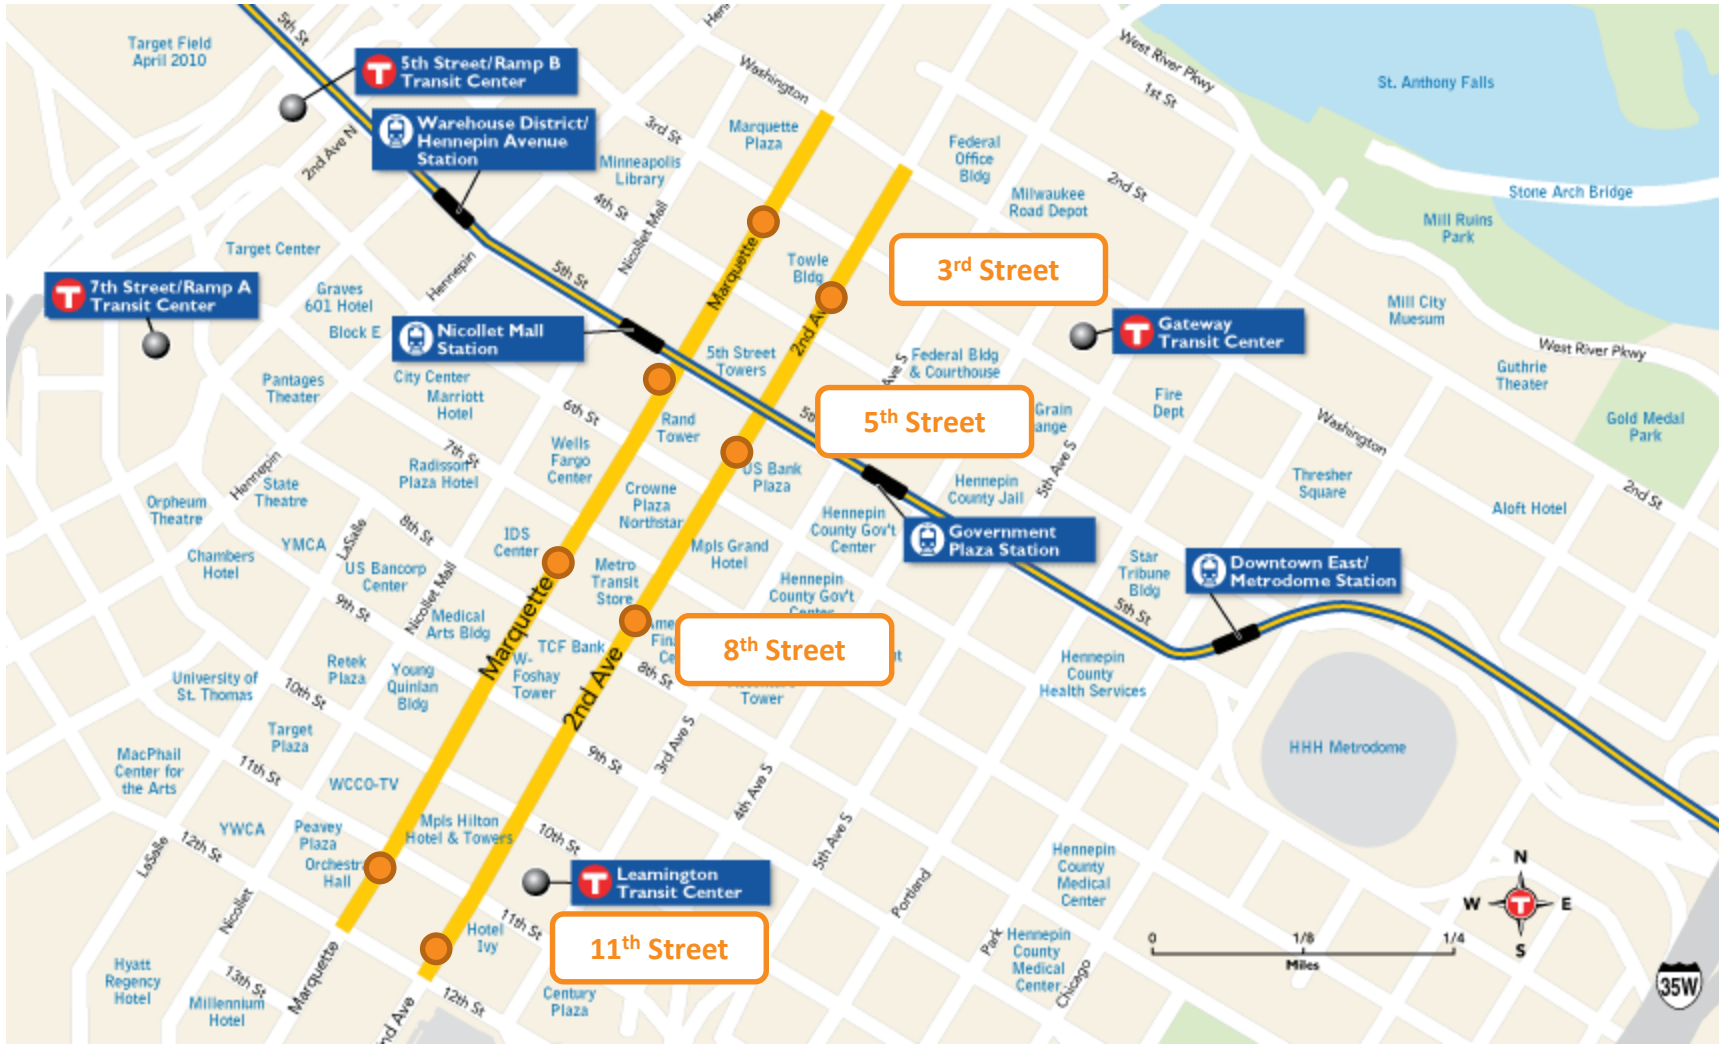 5th St
Target Field
April 2010
5th Street/Ramp B
Transit Center
Warehouse District/
Hennepin Avenue
Station
2nd Ave N
Washington
3rd St
Minneapolis
Library
4th St
Nicollet Mall
Marquette
Plaza
West River Pkwy
1st St
St. Anthony Falls
Federal
Office
Bldg
Milwaukee
Road Depot
2nd St
Stone Arch Bridge
Mill Ruins
Park
Target Center
Hennepin
5th St
Marquette
Towle
Bldg
2nd Av
3rd Street
7th Street/Ramp A
Transit Center
Graves
601 Hotel
Block E
Nicollet Mall
Station
5th Street
Towers
Ave S
Federal Bldg
& Courthouse
Gateway
Transit Center
Mill City
Muesum
West River Pkwy
Guthrie
Theater
Gold Medal
Park
Pantages
Theater
City Center
Marriott
Hotel
6th St
Rand
Tower
5th Street
Grain
ange
Fire
Dept
Washington
7th St
Radisson
Plaza Hotel
Wells
Fargo
Center
US Bank
Plaza
Hennepin
County Jail
5th Ave S
Thresher
Square
2nd St
Aloft Hotel
Hennepin
State
Theatre
Orpheum
Theatre
Crowne
Plaza
Northstar
Hennepin
County Gov't
Center
Government
Plaza Station
YMCA
LaSalle
8th St
IDS
Center
Mpls Grand
Hotel
Chambers
Hotel
US Bancorp
Center
Nicollet Mall
Metro
Transit
Store
Hennepin
County Gov't
Center
Star
Tribune
Bldg
Downtown East/
Metrodome Station
9th St
Medical
Arts Bldg
Marquette
TCF Bank
W-
Foshay
Tower
2nd Ave
8th St
8th Street
Tower
5th St
Hennepin
County
Health Services
University of
St. Thomas
Retek
Plaza
Young
Quinlan
Bldg
10th St
Target
Plaza
3rd Ave S
9th St
HHH Metrodome
MacPhail
Center for
the Arts
11th St
WCCO-TV
4th Ave S
YWCA
Peavey
Plaza
Mpls Hilton
Hotel & Towers
10th St
5th Ave S
LaSalle
12th St
Orchestra
Hall
Leamington
Transit Center
Portland
Hennepin
County
Medical
Center
Nicollet
Hotel
Ivy
11th St
11th Street
Park
Hennepin
County
Medical
Center
Chicago
N
W
E
S
0
1/8
1/4
Miles
Hyatt
Regency
Hotel
13th St
Marquette
Millennium
Hotel
12th St
Century
Plaza
nd Ave
35W